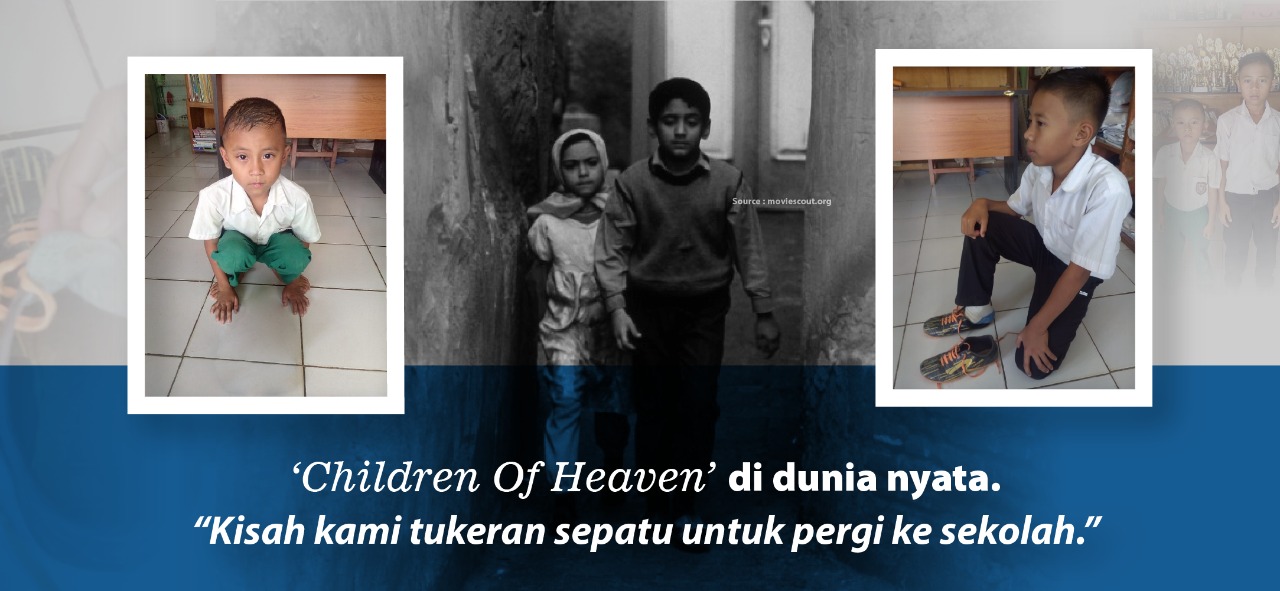 Source : moviescout.org
‘Children Of Heaven’ di dunia nyata.
“Kisah kami tukeran sepatu untuk pergi ke sekolah.”